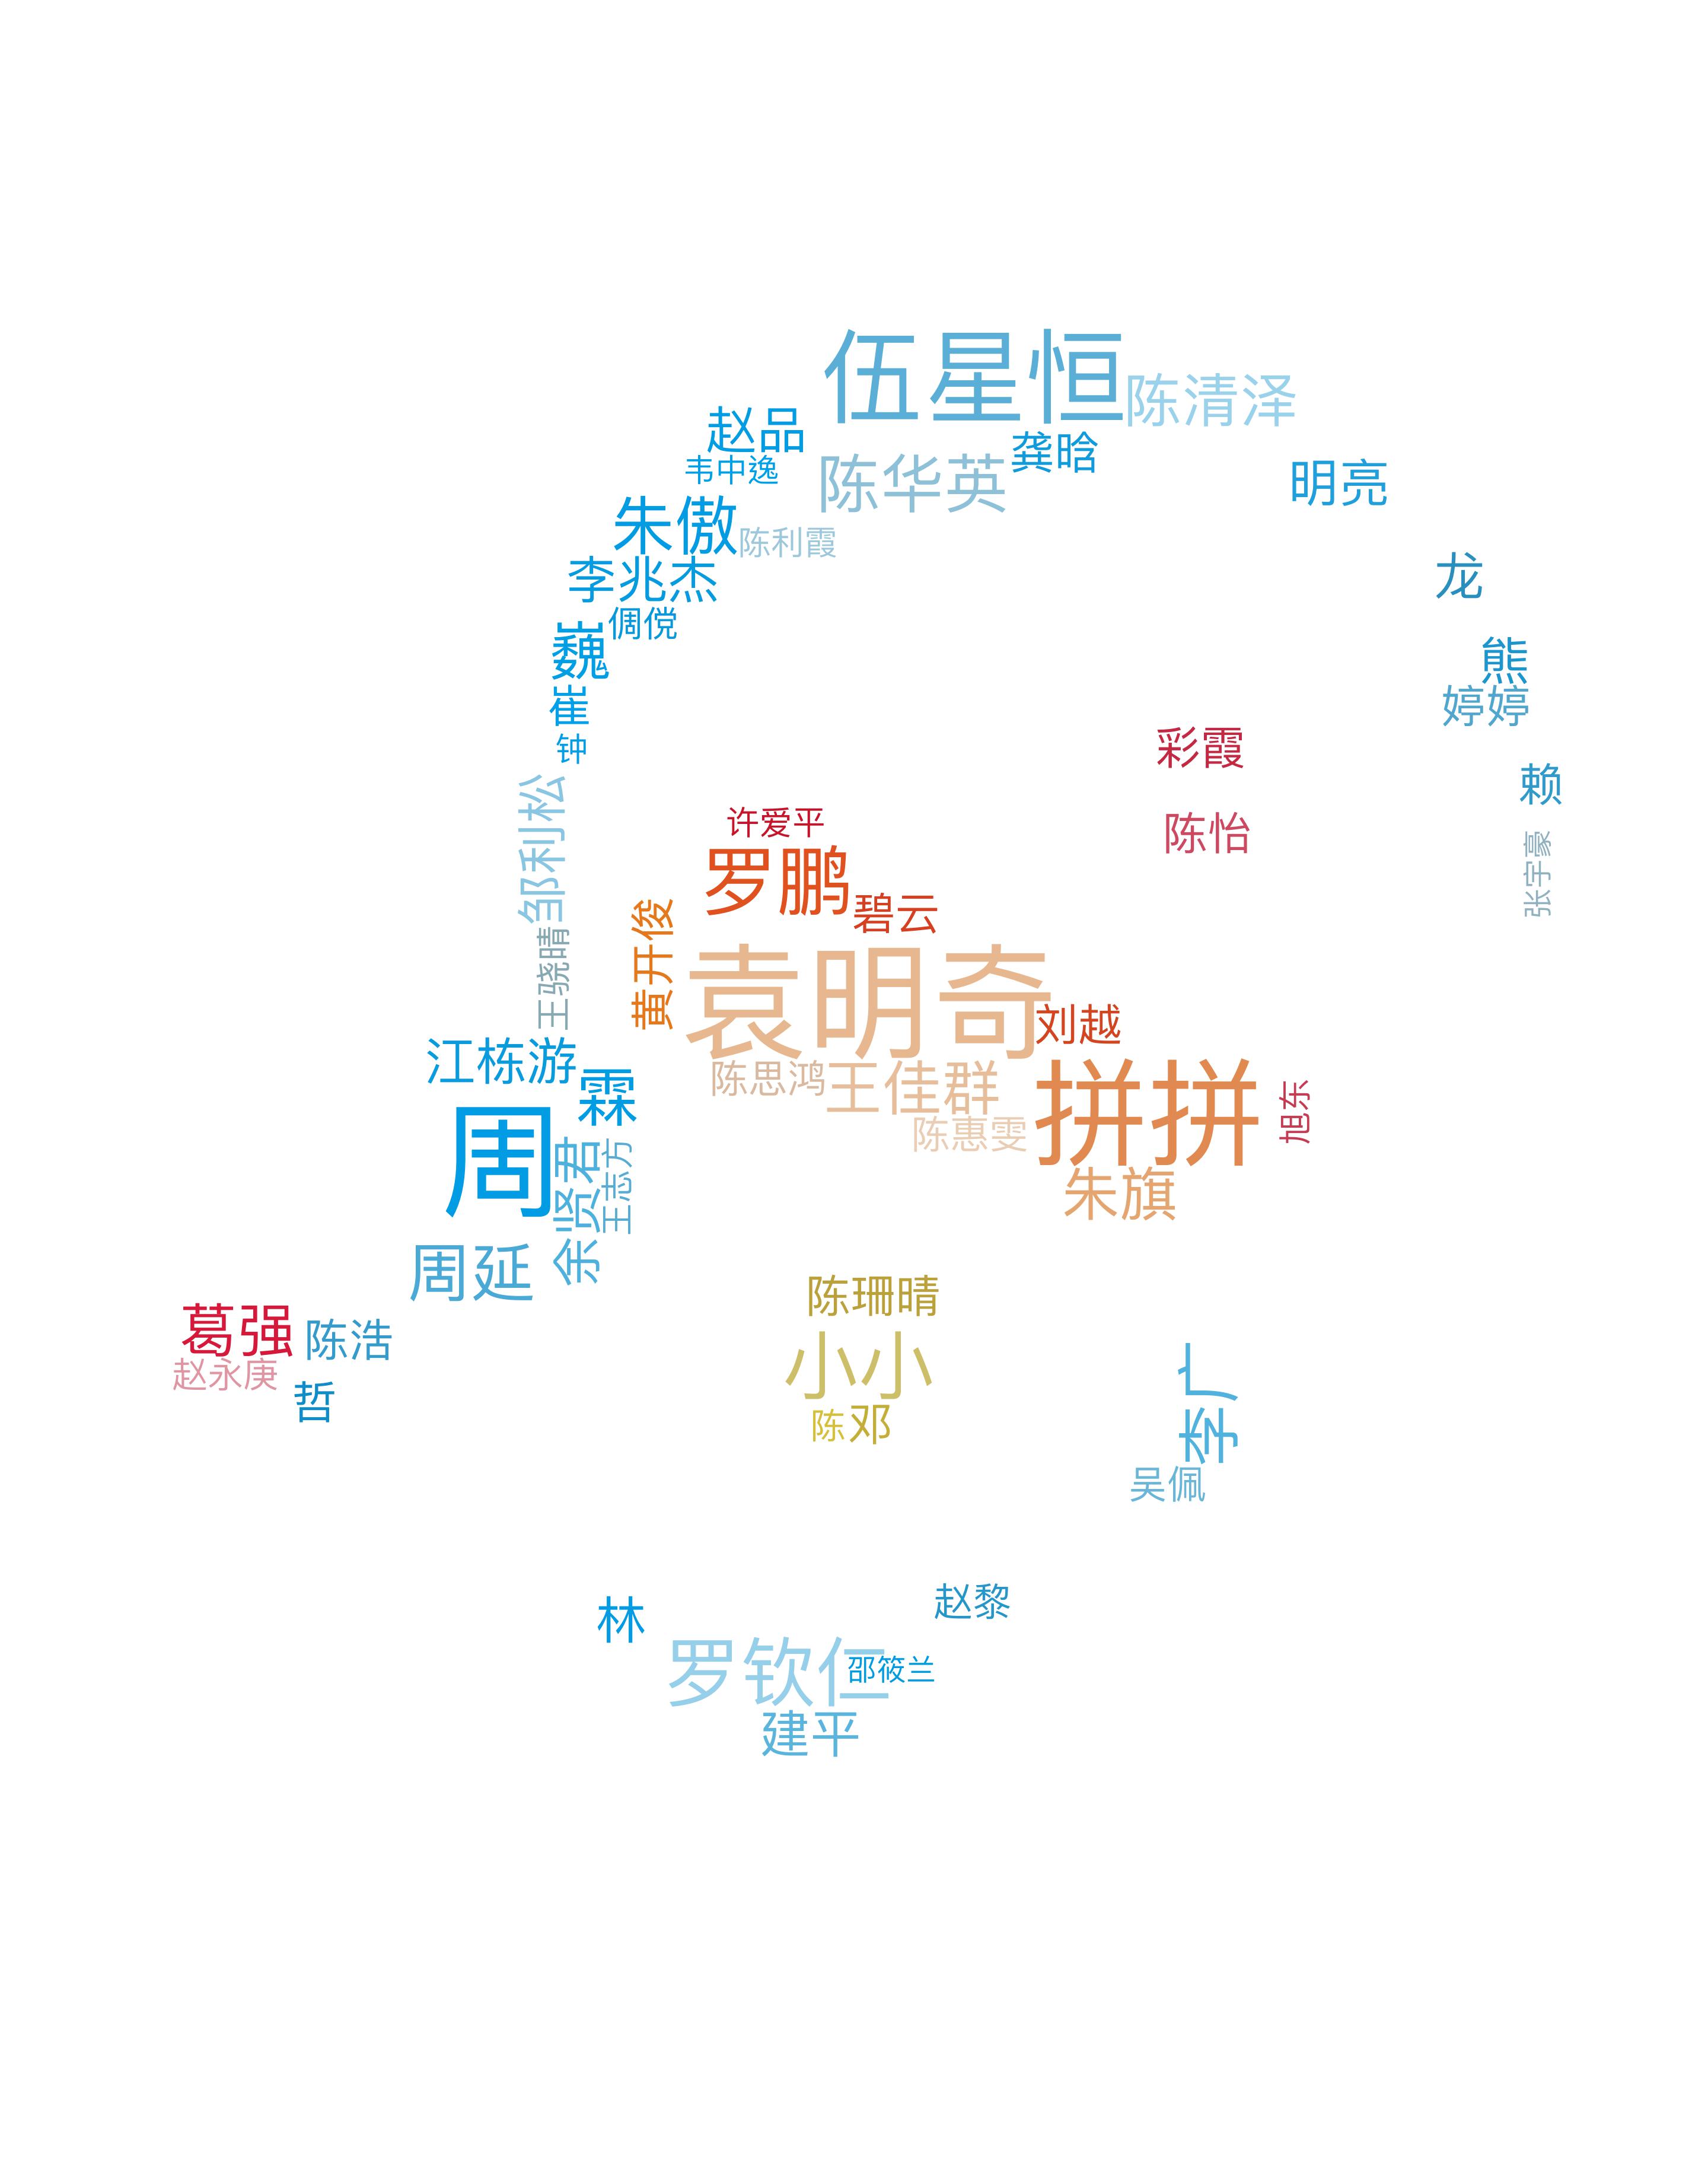 伍星恒
陈清泽
赵品
龚晗
韦中逸
陈华英
明亮
朱傲
陈利霞
李兆杰
龙
倜傥
巍
熊
崔
婷婷
钟
彩霞
邹利松
赖
许爱平
陈怡
张宇豪
罗鹏
碧云
黄开俊
王骁晴
袁明奇
刘越
江栋游
霖
陈思鸿
王佳群
拼拼
旭东
陈惠雯
周
余贤君
王志方
朱旗
周延
陈珊晴
葛强
陈浩
小小
赵永庚
哲
陈
邓
李广
吴佩
林
赵黎
罗钦仁
邵筱兰
建平